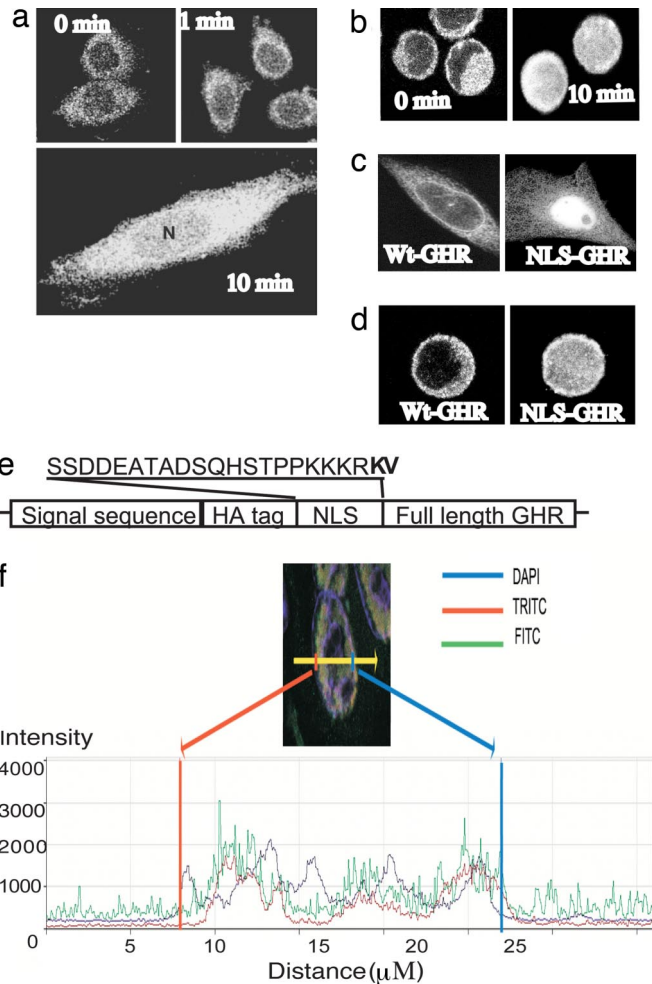 a
0 min
1 min
N
10 min
b
0 min
10 min
c
Wt-GHR
NLS-GHR
d
Wt-GHR
NLS-GHR
e
SSDDEATADSQHSTPPKKKRKV
Signal sequence
HA tag
NLS
Full length GHR
f
DAPI
TRITC
FITC
Intensity
4000
3000
2000
1000
0
5
10
15
20
25
Distance(μM)